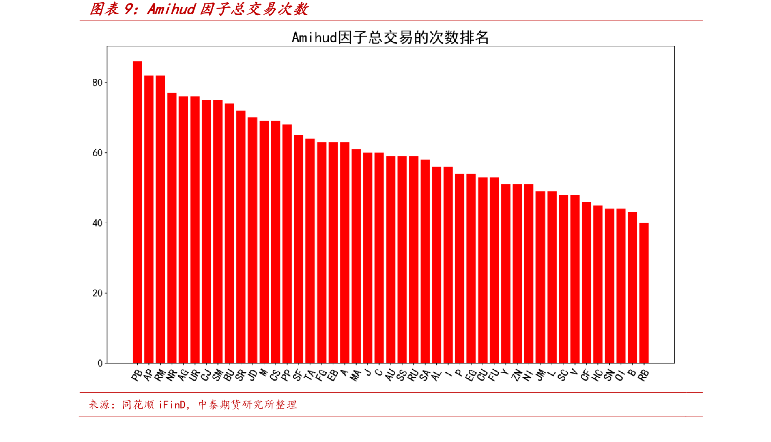 图表 9：Amihud 因子总交易次数
Amihud因子总交易的次数排名
80
60
40
20
0
PB AP RM NR AG UR CJ SM BU SR JD M CS PP SF TA FG EB A MA J C AU SS RU SA AL I P EG CU FU Y ZN NI JM L SC V CF HC SN OI B RB
来源：同花顺 iFinD，中泰期货研究所整理